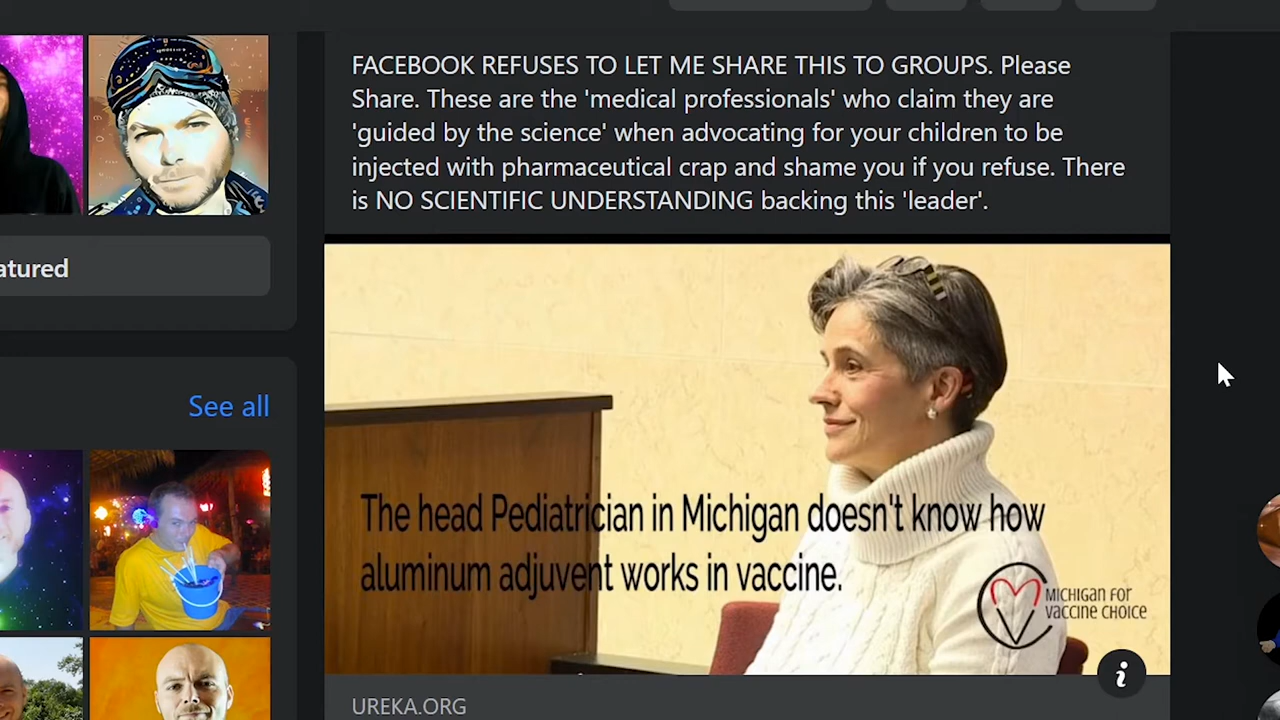 FACEBOOK REFUSES TO LET ME SHARE THIS TO GROUPS. Please
Share. These are the 'medical professionals' who claim they are
'guided by the science' when advocating for your children to be
injected with pharmaceutical crap and shame you if you refuse. There
is NO SCIENTIFIC UNDERSTANDING backing this 'leader'.
atured
See all
The head Pediatrician in Michigan doesn't know how
aluminum adjuvent works in vaccine.
MICHIGAN FOR
VACCINE CHOICE
i
UREKA.ORG